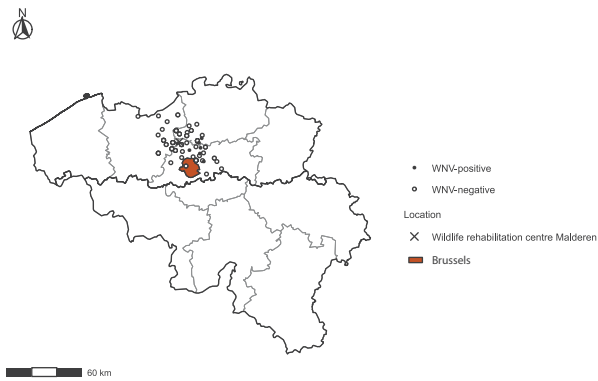 N
WNV-positive
WNV-negative
Location
Wildlife rehabilitation centre Malderen
Brussels
60 km